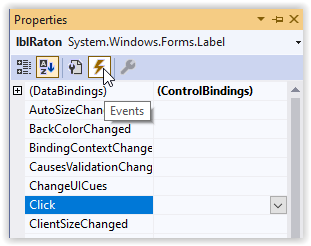 Properties
lblRaton System.Windows.Forms.Label
(DataBindings) (ControlBindings)
AutoSizeChan
Events
BackColorChanged
BindingContextChange
CausesValidationChang
ChangeUICues
Click
ClientSizeChanged